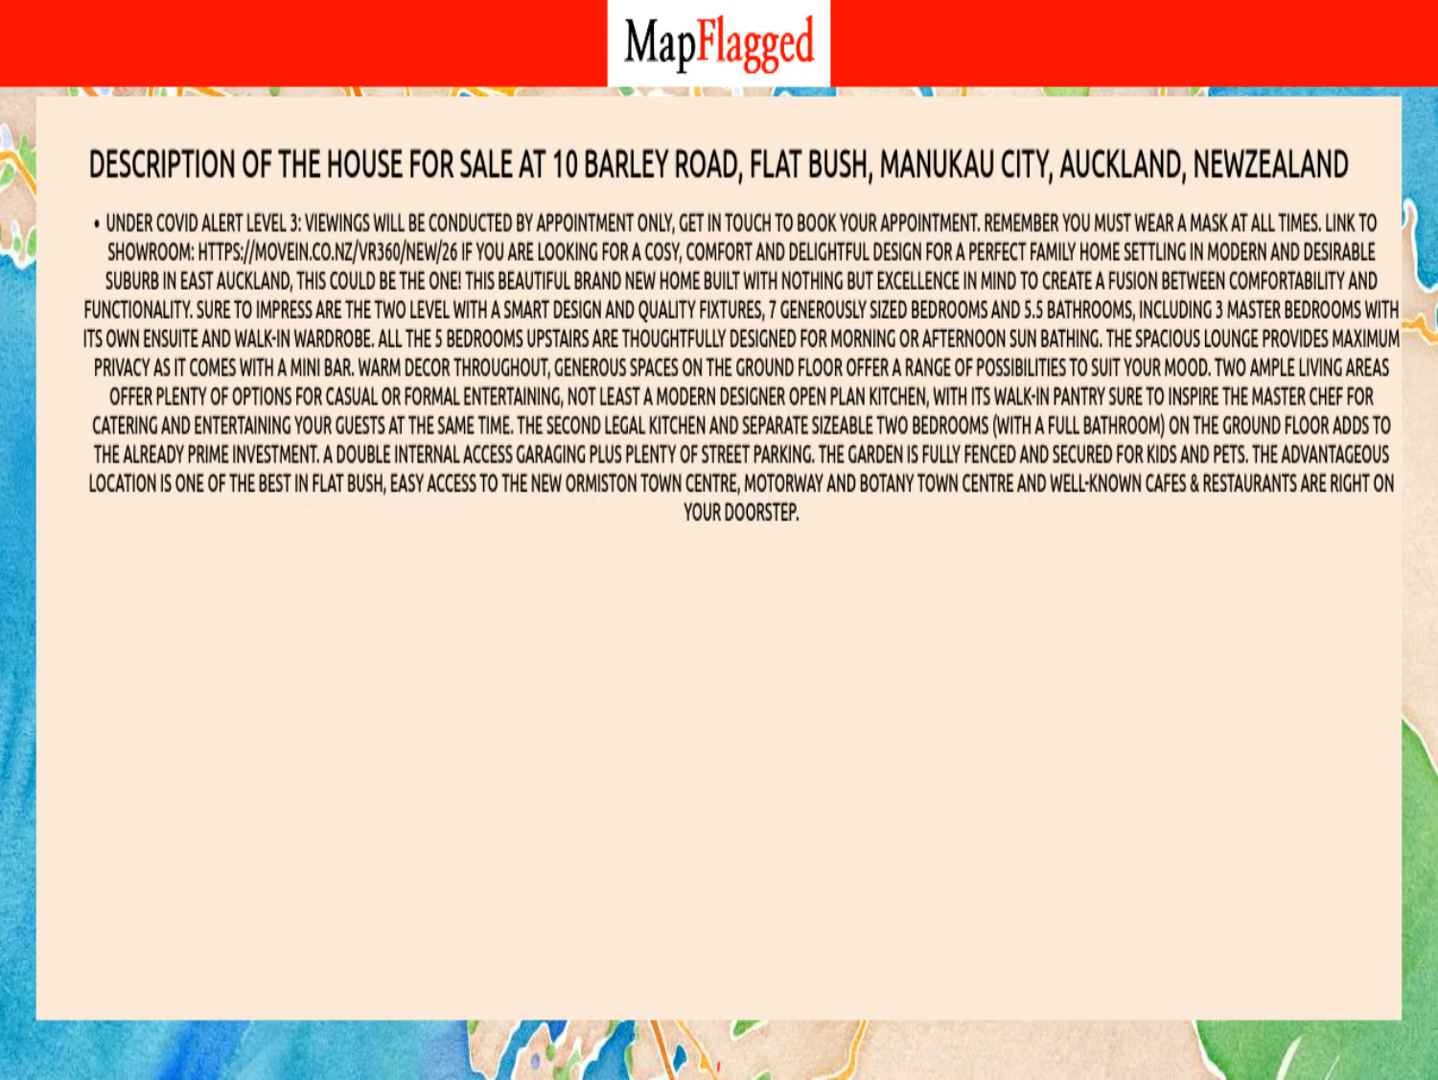 MapFlagged
DESCRIPTION OF THE HOUSE FOR SALE AT 10 BARLEY ROAD, FLAT BUSH, MANUKAU CITY, AUCKLAND, NEWZEALAND
• UNDER COVID ALERT LEVEL 3: VIEWINGS WILL BE CONDUCTED BY APPOINTMENT ONLY, GET IN TOUCH TO BOOK YOUR APPOINTMENT. REMEMBER YOU MUST WEAR A MASK AT ALL TIMES. LINK TO
SHOWROOM: HTTPS://MOVEIN.CO.NZ/VR360/NEW/26 IF YOU ARE LOOKING FOR A COSY, COMFORT AND DELIGHTFUL DESIGN FOR A PERFECT FAMILY HOME SETTLING IN MODERN AND DESIRABLE
SUBURB IN EAST AUCKLAND, THIS COULD BE THE ONE! THIS BEAUTIFUL BRAND NEW HOME BUILT WITH NOTHING BUT EXCELLENCE IN MIND TO CREATE A FUSION BETWEEN COMFORTABILITY AND
FUNCTIONALITY. SURE TO IMPRESS ARE THE TWO LEVEL WITH A SMART DESIGN AND QUALITY FIXTURES, 7 GENEROUSLY SIZED BEDROOMS AND 5.5 BATHROOMS, INCLUDING 3 MASTER BEDROOMS WITH
ITS OWN ENSUITE AND WALK-IN WARDROBE. ALL THE 5 BEDROOMS UPSTAIRS ARE THOUGHTFULLY DESIGNED FOR MORNING OR AFTERNOON SUN BATHING. THE SPACIOUS LOUNGE PROVIDES MAXIMUM
PRIVACY AS IT COMES WITH A MINI BAR. WARM DECOR THROUGHOUT, GENEROUS SPACES ON THE GROUND FLOOR OFFER A RANGE OF POSSIBILITIES TO SUIT YOUR MOOD. TWO AMPLE LIVING AREAS
OFFER PLENTY OF OPTIONS FOR CASUAL OR FORMAL ENTERTAINING, NOT LEAST A MODERN DESIGNER OPEN PLAN KITCHEN, WITH ITS WALK-IN PANTRY SURE TO INSPIRE THE MASTER CHEF FOR
CATERING AND ENTERTAINING YOUR GUESTS AT THE SAME TIME. THE SECOND LEGAL KITCHEN AND SEPARATE SIZEABLE TWO BEDROOMS (WITH A FULL BATHROOM) ON THE GROUND FLOOR ADDS TO
THE ALREADY PRIME INVESTMENT. A DOUBLE INTERNAL ACCESS GARAGING PLUS PLENTY OF STREET PARKING. THE GARDEN IS FULLY FENCED AND SECURED FOR KIDS AND PETS. THE ADVANTAGEOUS
LOCATION IS ONE OF THE BEST IN FLAT BUSH, EASY ACCESS TO THE NEW ORMISTON TOWN CENTRE, MOTORWAY AND BOTANY TOWN CENTRE AND WELL-KNOWN CAFES & RESTAURANTS ARE RIGHT ON
YOUR DOORSTEP.